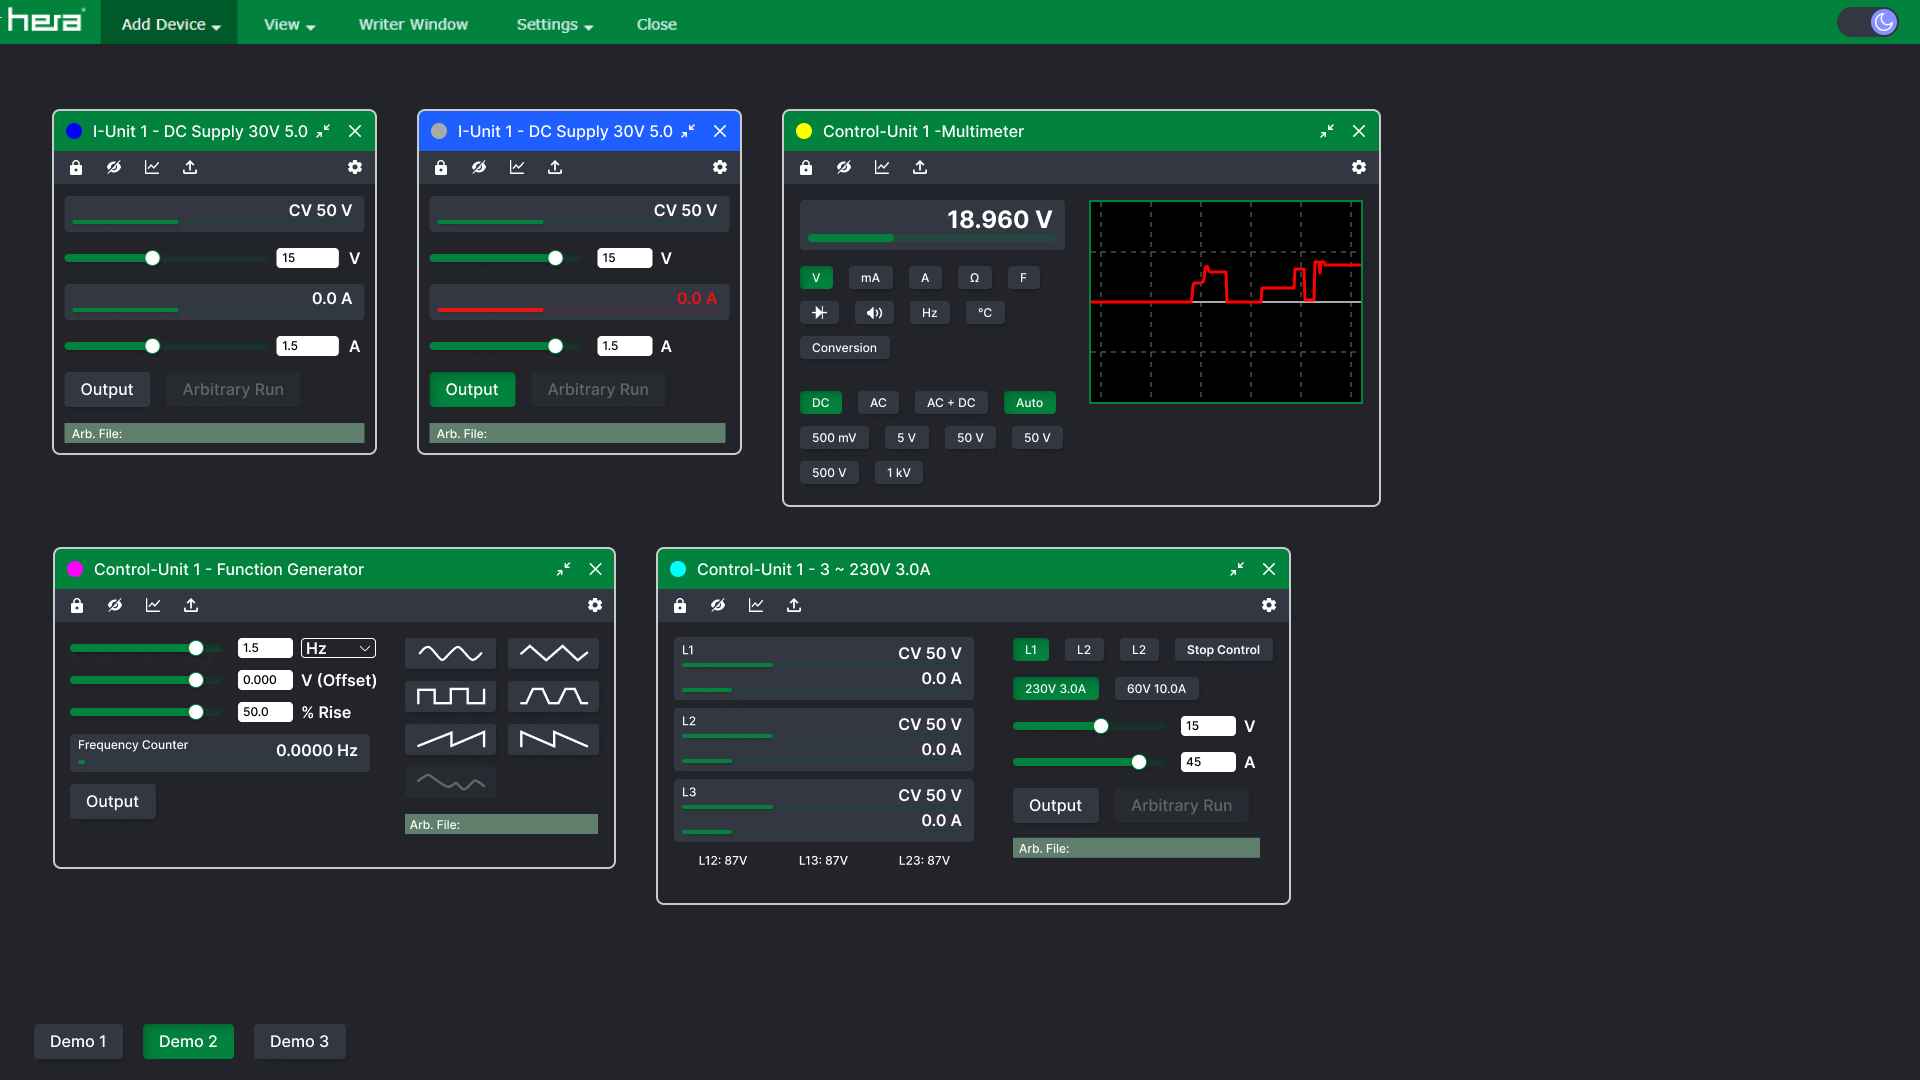 hera
Add Device
View
Writer Window
Settings
Close
I-Unit 1 - DC Supply 30V 5.0
CV 50 V
15
V
0.0 A
1.5
A
Output
Arbitrary Run
Arb. File:
I-Unit 1 - DC Supply 30V 5.0
CV 50 V
15
V
0.0 A
1.5
A
Output
Arbitrary Run
Arb. File:
Control-Unit 1 -Multimeter
18.960 V
V
mA
A
Ω
F
Hz
°C
Conversion
DC
AC
AC + DC
Auto
500 mV
5 V
50 V
50 V
500 V
1 kV
Control-Unit 1 - Function Generator
1.5
Hz
0.000
V (Offset)
50.0
% Rise
Frequency Counter
0.0000 Hz
Output
Arb. File:
Control-Unit 1 - 3 ~ 230V 3.0A
L1
CV 50 V
0.0 A
L2
CV 50 V
0.0 A
L3
CV 50 V
0.0 A
L12: 87V
L13: 87V
L23: 87V
L1
L2
L2
Stop Control
230V 3.0A
60V 10.0A
15
V
45
A
Output
Arbitrary Run
Arb. File:
Demo 1
Demo 2
Demo 3